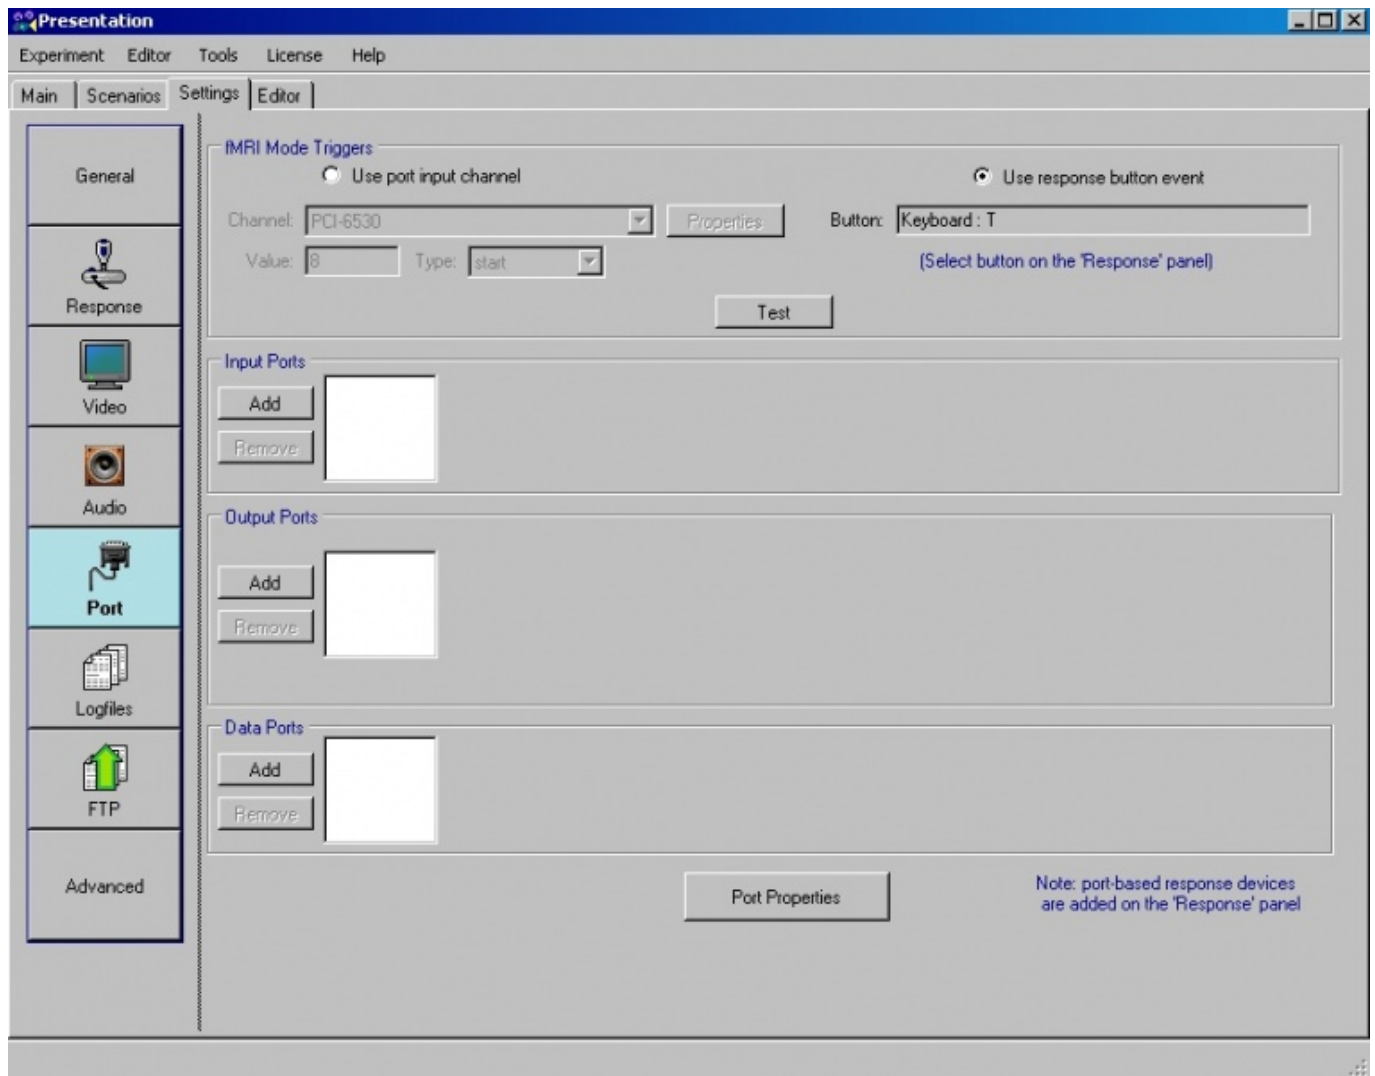 Presentation
Experiment Editor Tools License Help
Main Scenarios Settings Editor
General
Response
Video
Audio
Port
Logfiles
FTP
Advanced
fMRI Mode Triggers
Use port input channel
Use response button event
Channel: PCI-6530 Properties
Button: Keyboard : T
Value: 8 Type: start
(Select button on the 'Response' panel)
Test
Input Ports
Add
Remove
Output Ports
Add
Remove
Data Ports
Add
Remove
Port Properties
Note: port-based response devices
are added on the 'Response' panel